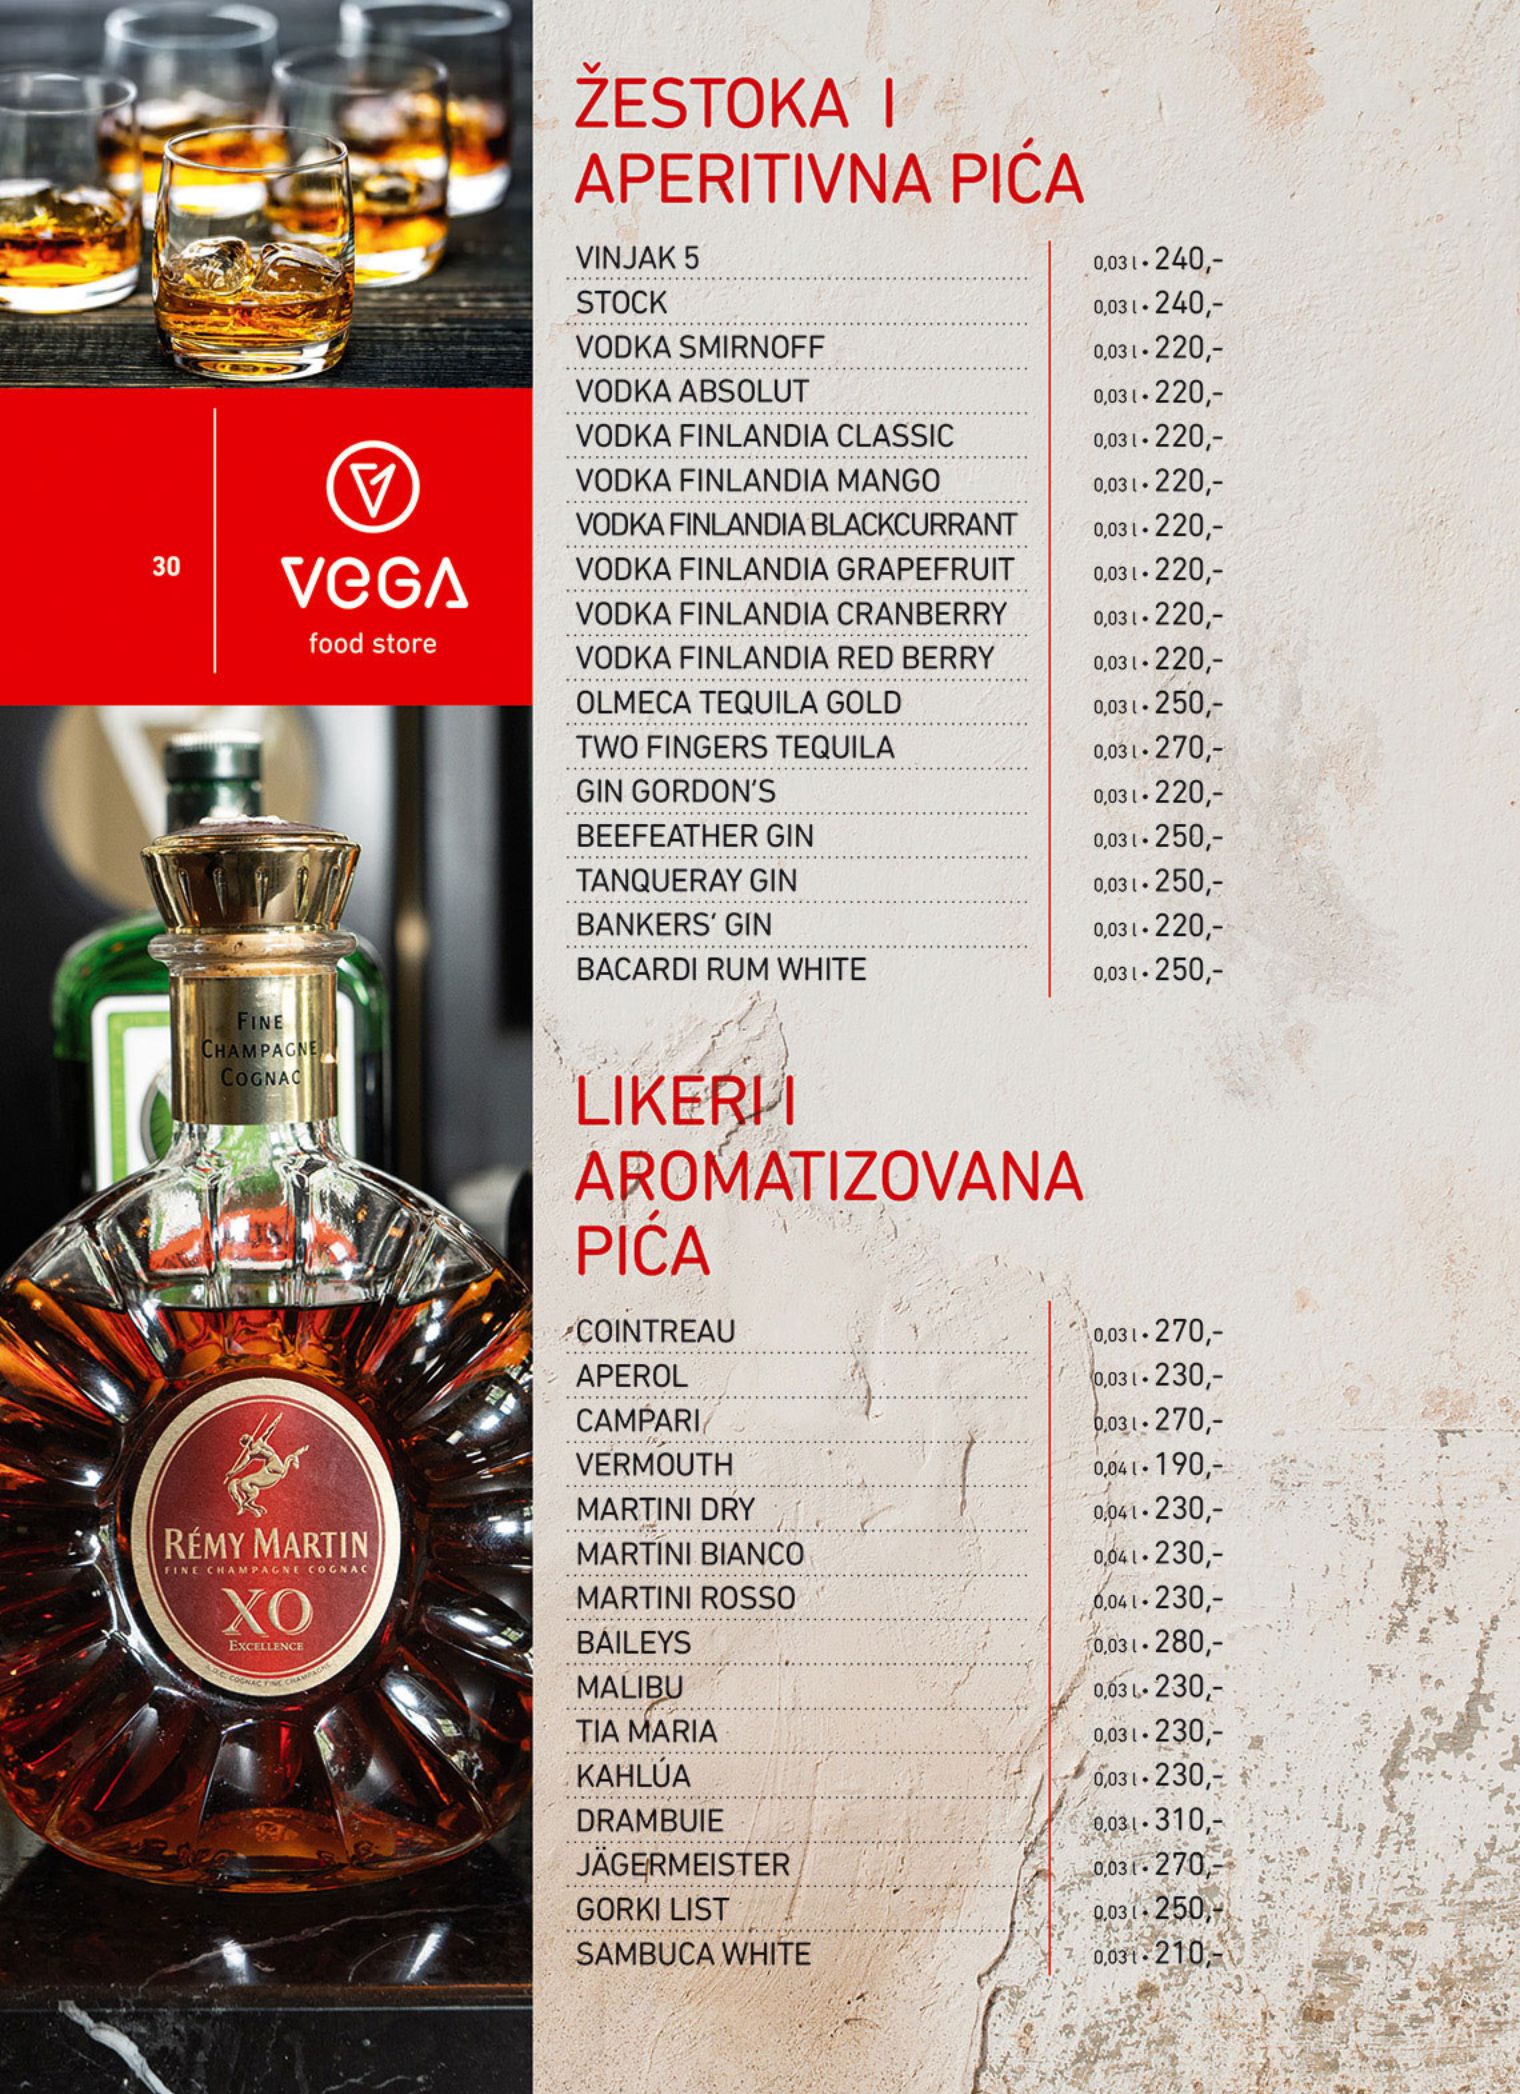 ŽESTOKA I
APERITIVNA PIĆA
VINJAK 5 0,03 l • 240,-
STOCK 0,03 l • 240,-
VODKA SMIRNOFF 0,03 l • 220,-
VODKA ABSOLUT 0,03 l • 220,-
VODKA FINLANDIA CLASSIC 0,03 l • 220,-
VODKA FINLANDIA MANGO 0,03 l • 220,-
VODKA FINLANDIA BLACKCURRANT 0,03 l • 220,-
VODKA FINLANDIA GRAPEFRUIT 0,03 l • 220,-
VODKA FINLANDIA CRANBERRY 0,03 l • 220,-
VODKA FINLANDIA RED BERRY 0,03 l • 220,-
OLMECA TEQUILA GOLD 0,03 l • 250,-
TWO FINGERS TEQUILA 0,03 l • 270,-
GIN GORDON'S 0,03 l • 220,-
BEEFEATHER GIN 0,03 l • 250,-
TANQUERAY GIN 0,03 l • 250,-
BANKERS' GIN 0,03 l • 220,-
BACARDI RUM WHITE 0,03 l • 250,-
LIKERI I
AROMATIZOVANA
PIĆA
COINTREAU 0,03 l • 270,-
APEROL 0,03 l • 230,-
CAMPARI 0,03 l • 270,-
VERMOUTH 0,04 l • 190,-
MARTINI DRY 0,04 l • 230,-
MARTINI BIANCO 0,04 l • 230,-
MARTINI ROSSO 0,04 l • 230,-
BAILEYS 0,03 l • 280,-
MALIBU 0,03 l • 230,-
TIA MARIA 0,03 l • 230,-
KAHLÚA 0,03 l • 230,-
DRAMBUIE 0,03 l • 310,-
JÄGERMEISTER 0,03 l • 270,-
GORKI LIST 0,03 l • 250,-
SAMBUCA WHITE 0,03 l • 210,-
30
VEGA
food store
FINE
CHAMPAGNE
COGNAC
RÉMY MARTIN
FINE CHAMPAGNE COGNAC
XO
EXCELLENCE
A.O.C. COGNAC FINE CHAMPAGNE